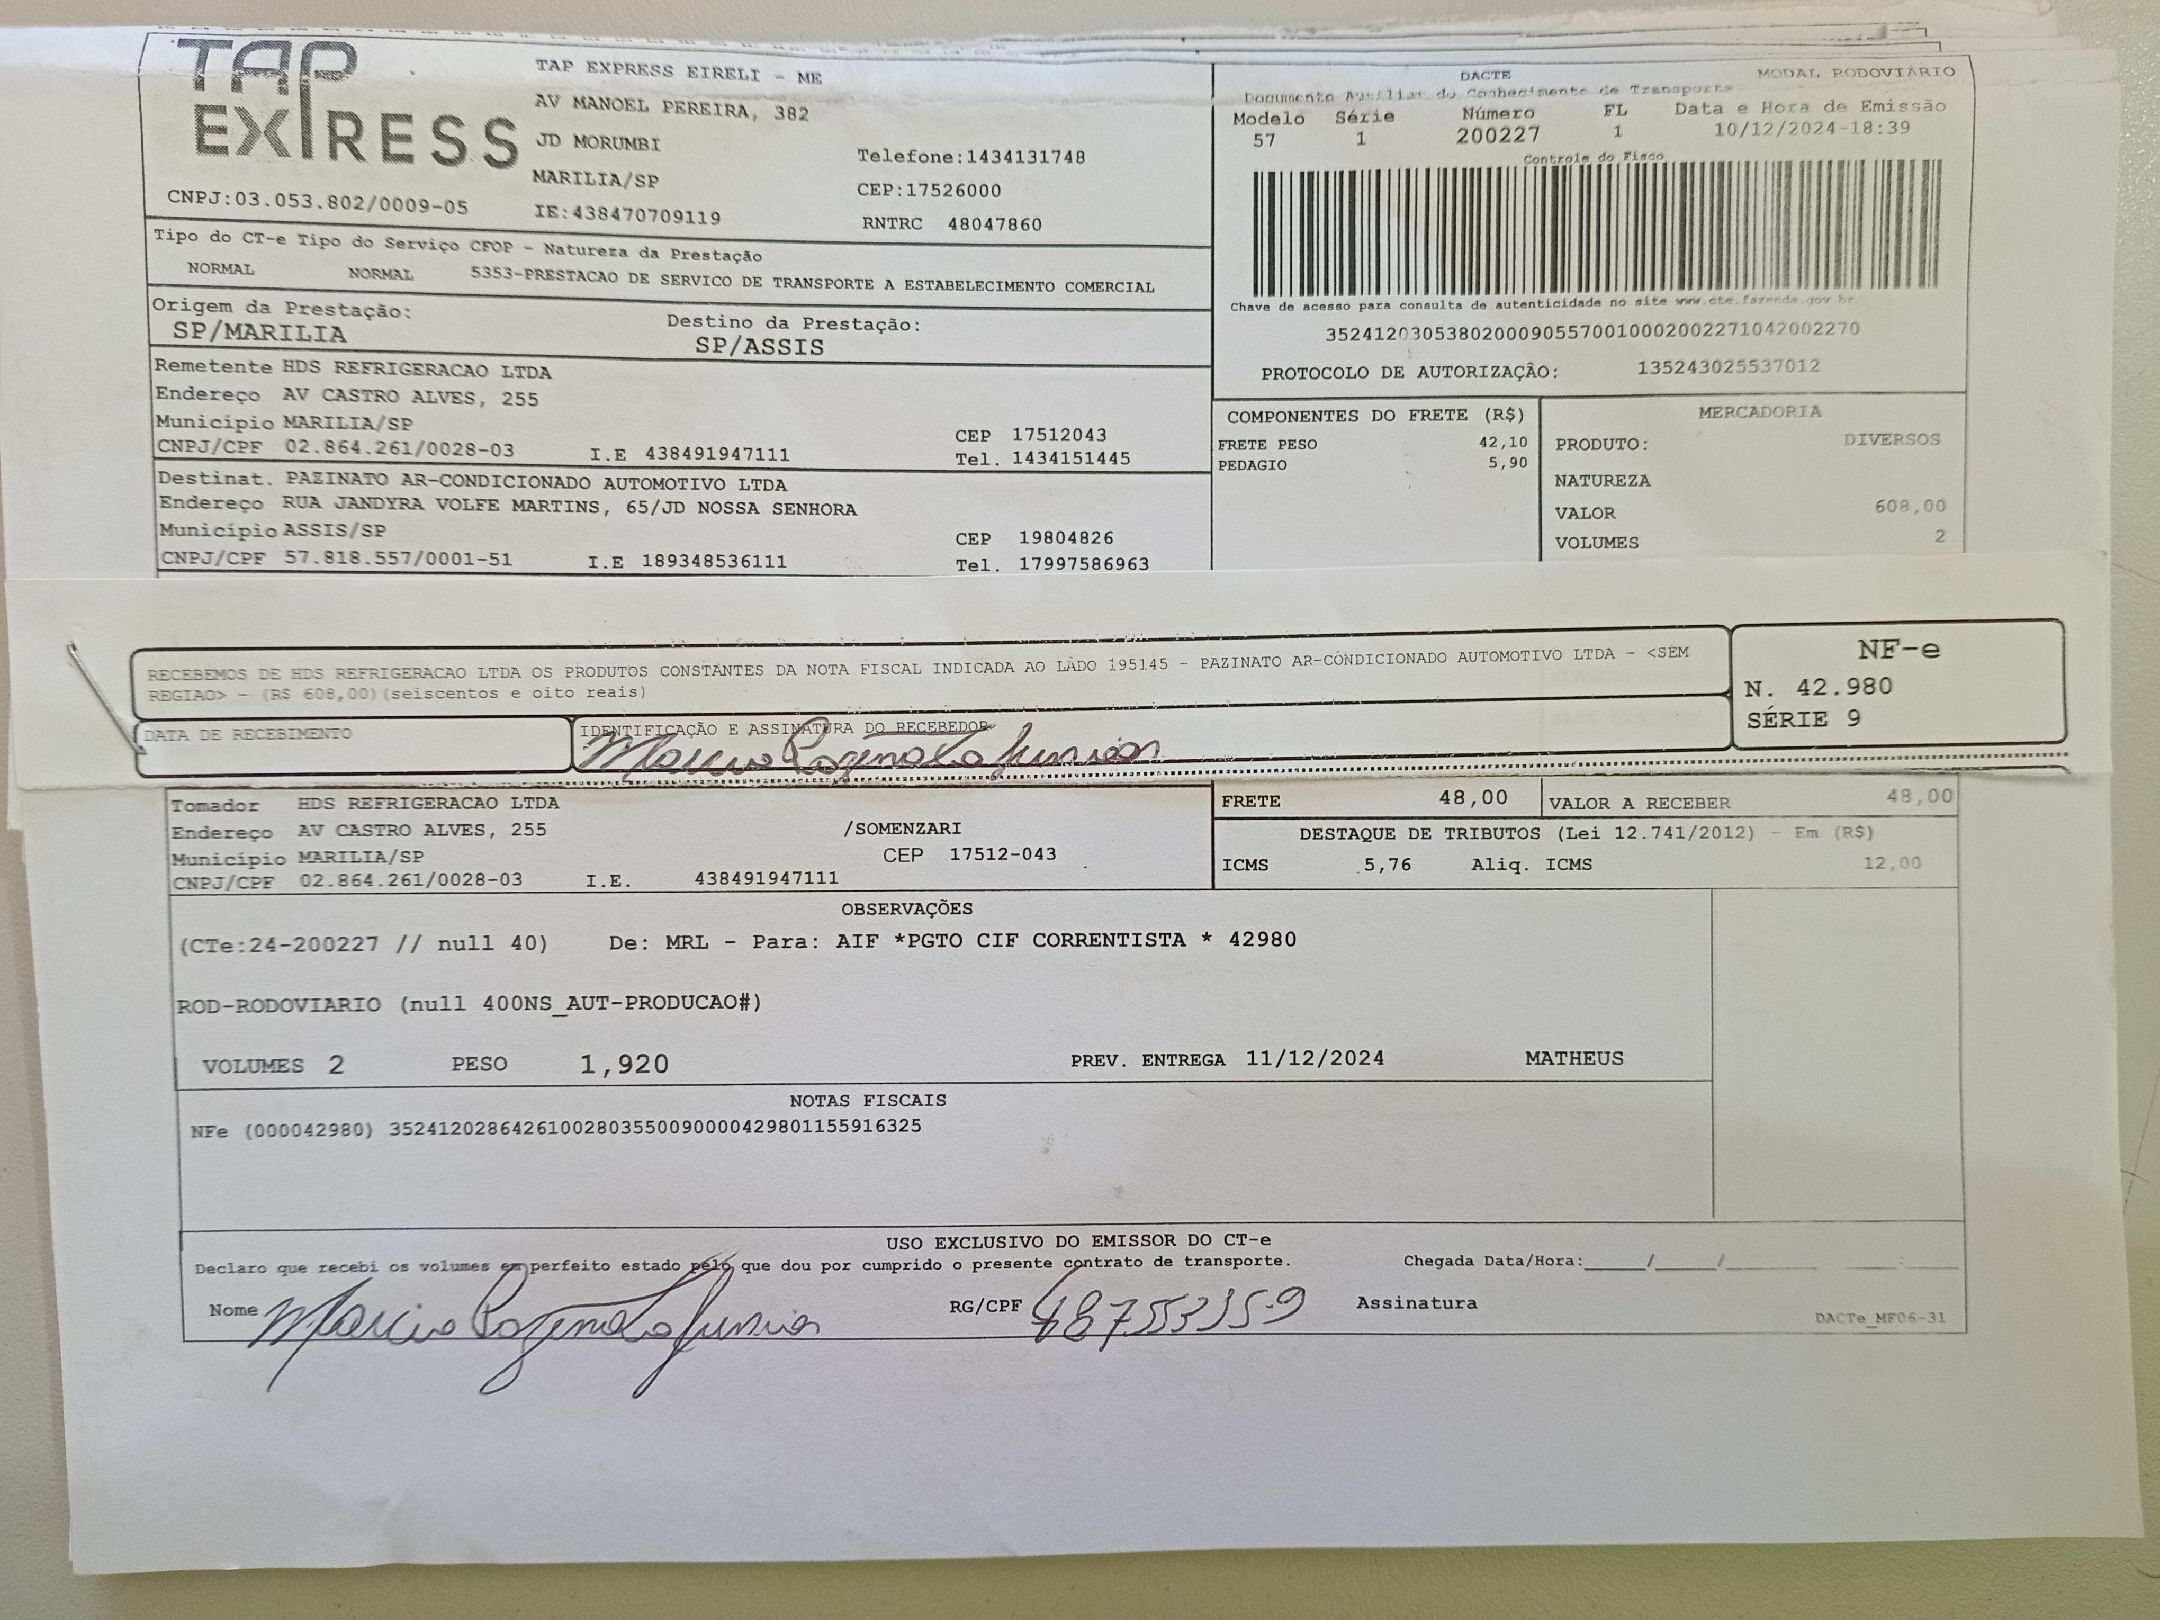 TAP
EXPRESS
CNPJ:03.053.802/0009-05
TAP EXPRESS EIRELI - ME
AV MANOEL PEREIRA, 382
JD MORUMBI
MARILIA/SP
IE:438470709119
Telefone:1434131748
CEP:17526000
RNTRC 48047860
DACTE MODAL RODOVIÁRIO
Documento Auxiliar do Conhecimento de Transporte
Modelo Série Número FL Data e Hora de Emissão
57 1 200227 1 10/12/2024-18:39
Controle do Fisco
Chave de acesso para consulta de autenticidade no site www.cte.fazenda.gov.br
35241203053802000905570010002002271042002270
PROTOCOLO DE AUTORIZAÇÃO: 135243025537012
Tipo do CT-e Tipo do Serviço CFOP - Natureza da Prestação
NORMAL NORMAL 5353-PRESTACAO DE SERVICO DE TRANSPORTE A ESTABELECIMENTO COMERCIAL
Origem da Prestação: Destino da Prestação:
SP/MARILIA SP/ASSIS
Remetente HDS REFRIGERACAO LTDA
Endereço AV CASTRO ALVES, 255
Município MARILIA/SP CEP 17512043
CNPJ/CPF 02.864.261/0028-03 I.E 438491947111 Tel. 1434151445
Destinat. PAZINATO AR-CONDICIONADO AUTOMOTIVO LTDA
Endereço RUA JANDYRA VOLFE MARTINS, 65/JD NOSSA SENHORA
Município ASSIS/SP CEP 19804826
CNPJ/CPF 57.818.557/0001-51 I.E 189348536111 Tel. 17997586963
COMPONENTES DO FRETE (R$)
FRETE PESO 42,10
PEDAGIO 5,90
MERCADORIA
PRODUTO: DIVERSOS
NATUREZA
VALOR 608,00
VOLUMES 2
RECEBEMOS DE HDS REFRIGERACAO LTDA OS PRODUTOS CONSTANTES DA NOTA FISCAL INDICADA AO LADO 195145 - PAZINATO AR-CONDICIONADO AUTOMOTIVO LTDA - <SEM
REGIAO> - (R$ 608,00)(seiscentos e oito reais)
NF-e
N. 42.980
SÉRIE 9
DATA DE RECEBIMENTO
IDENTIFICAÇÃO E ASSINATURA DO RECEBEDOR
Marcio Junior
Tomador HDS REFRIGERACAO LTDA
Endereço AV CASTRO ALVES, 255 /SOMENZARI
Município MARILIA/SP CEP 17512-043
CNPJ/CPF 02.864.261/0028-03 I.E. 438491947111
FRETE 48,00 VALOR A RECEBER 48,00
DESTAQUE DE TRIBUTOS (Lei 12.741/2012) - Em (R$)
ICMS 5,76 Aliq. ICMS 12,00
OBSERVAÇÕES
(CTe:24-200227 // null 40) De: MRL - Para: AIF *PGTO CIF CORRENTISTA * 42980
ROD-RODOVIARIO (null 400NS_AUT-PRODUCAO#)
VOLUMES 2 PESO 1,920 PREV. ENTREGA 11/12/2024 MATHEUS
NOTAS FISCAIS
NFe (000042980) 35241202864261002803550090000429801155916325
USO EXCLUSIVO DO EMISSOR DO CT-e
Declaro que recebi os volumes em perfeito estado pelo que dou por cumprido o presente contrato de transporte. Chegada Data/Hora:____/____/____ ____:____
Nome Marcio Junior RG/CPF Assinatura
DACTe_MF06-31